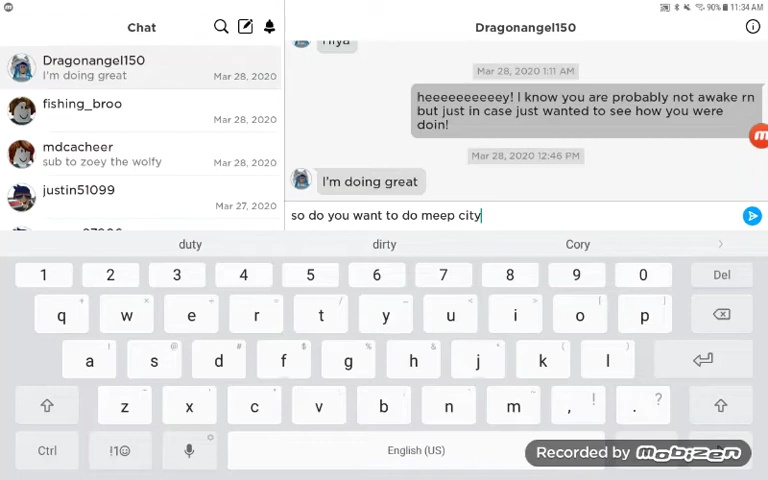 90% 11:34 AM
Chat
Dragonangel150
Dragonangel150
I'm doing great
Mar 28, 2020
fishing_broo
Mar 28, 2020
mdcacheer
sub to zoey the wolfy
Mar 28, 2020
justin51099
Mar 27, 2020
Hiya
Mar 28, 2020 1:11 AM
heeeeeeeeeey! I know you are probably not awake rn
but just in case just wanted to see how you were
doin!
Mar 28, 2020 12:46 PM
I'm doing great
so do you want to do meep city
duty dirty Cory
1 2 3 4 5 6 7 8 9 0 Del
q w e r t y u i o p
a s d f g h j k l
z x c v b n m , ! . ?
Ctrl !1☺ English (US)
Recorded by mobizen